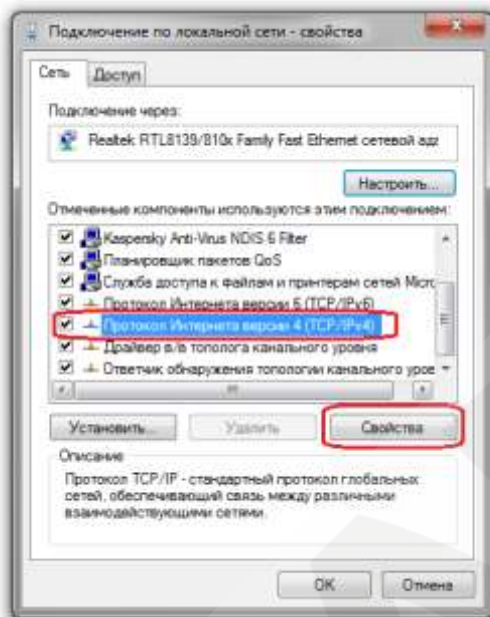 Подключение по локальной сети - свойства
Сеть
Доступ
Подключение через:
Realtek RTL8139/810x Family Fast Ethernet сетевой ада
Настроить...
Отмеченные компоненты используются этим подключением:
Kaspersky Anti-Virus NDIS 6 Filter
Планировщик пакетов QoS
Служба доступа к файлам и принтерам сетей Micro
Протокол Интернета версии 6 (TCP/IPv6)
Протокол Интернета версии 4 (TCP/IPv4)
Драйвер в/в тополога канального уровня
Ответчик обнаружения топологии канального уровня
Установить...
Удалить
Свойства
Описание
Протокол TCP/IP - стандартный протокол глобальных
сетей, обеспечивающий связь между различными
взаимодействующими сетями.
OK
Отмена